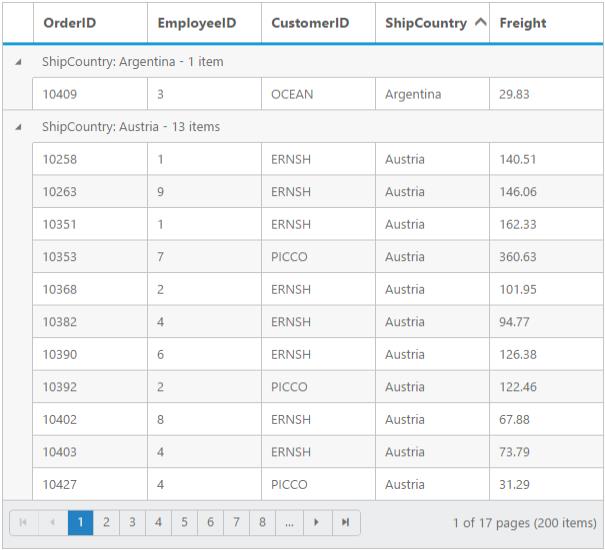 OrderID EmployeeID CustomerID ShipCountry Freight
ShipCountry: Argentina - 1 item
10409 3 OCEAN Argentina 29.83
ShipCountry: Austria - 13 items
10258 1 ERNSH Austria 140.51
10263 9 ERNSH Austria 146.06
10351 1 ERNSH Austria 162.33
10353 7 PICCO Austria 360.63
10368 2 ERNSH Austria 101.95
10382 4 ERNSH Austria 94.77
10390 6 ERNSH Austria 126.38
10392 2 PICCO Austria 122.46
10402 8 ERNSH Austria 67.88
10403 4 ERNSH Austria 73.79
10427 4 PICCO Austria 31.29
1 2 3 4 5 6 7 8 ... 1 of 17 pages (200 items)